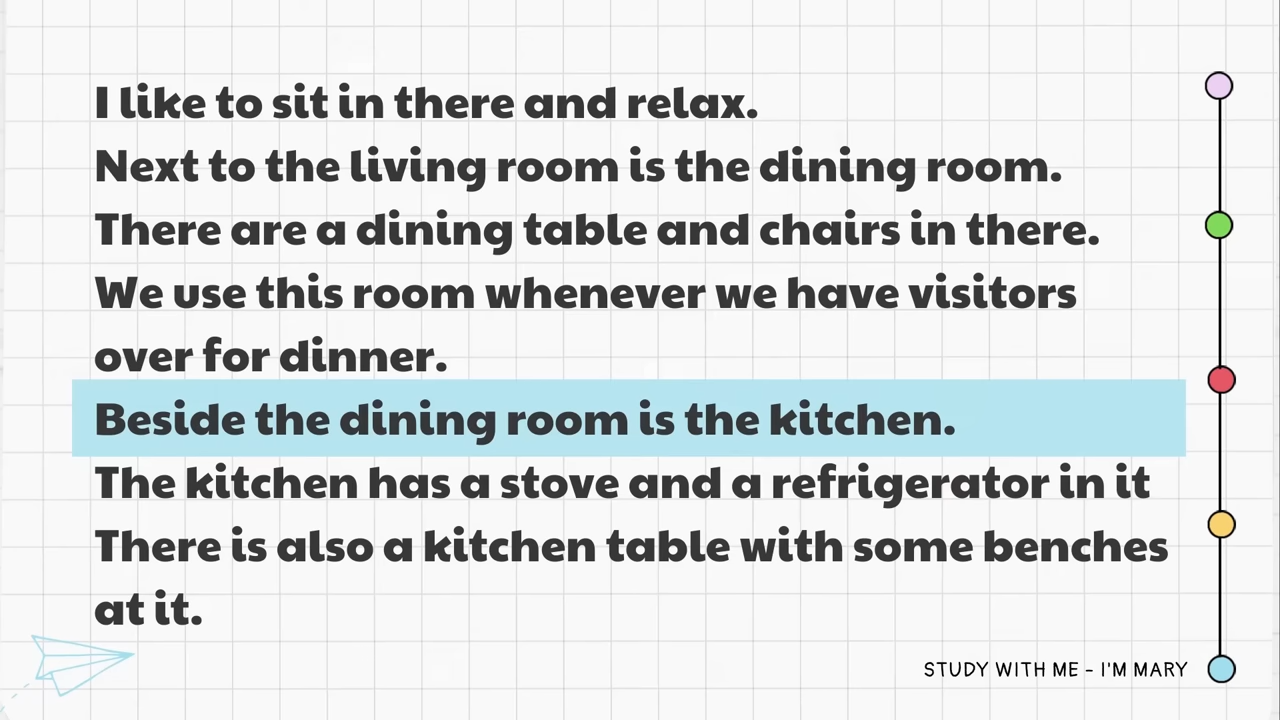 I like to sit in there and relax.
Next to the living room is the dining room.
There are a dining table and chairs in there.
We use this room whenever we have visitors
over for dinner.
Beside the dining room is the kitchen.
The kitchen has a stove and a refrigerator in it
There is also a kitchen table with some benches
at it.
STUDY WITH ME - I'M MARY